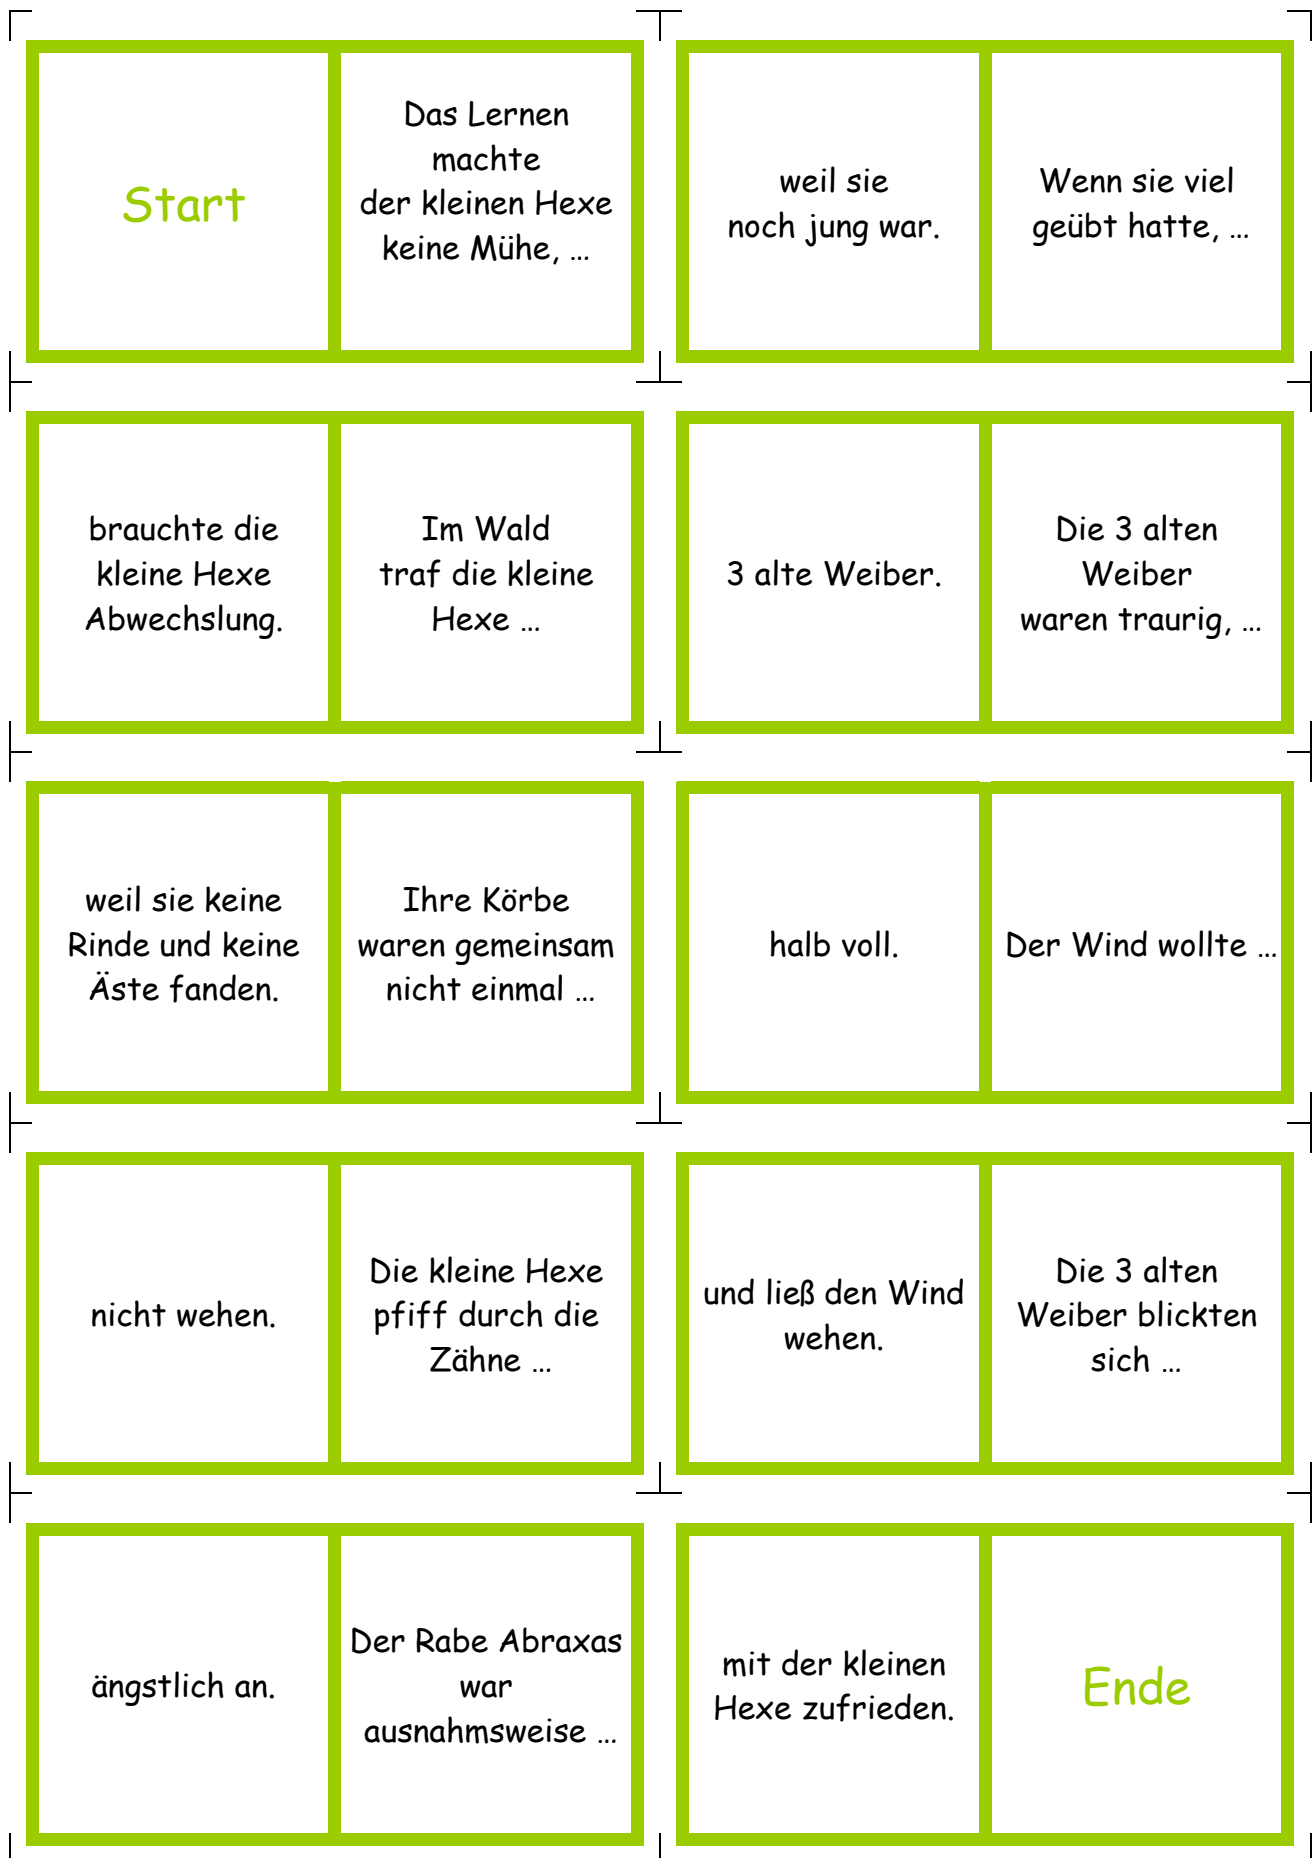 Start
Das Lernen
machte
der kleinen Hexe
keine Mühe, ...
weil sie
noch jung war.
Wenn sie viel
geübt hatte, ...
brauchte die
kleine Hexe
Abwechslung.
Im Wald
traf die kleine
Hexe ...
3 alte Weiber.
Die 3 alten
Weiber
waren traurig, ...
weil sie keine
Rinde und keine
Äste fanden.
Ihre Körbe
waren gemeinsam
nicht einmal ...
halb voll.
Der Wind wollte ...
nicht wehen.
Die kleine Hexe
pfiff durch die
Zähne ...
und ließ den Wind
wehen.
Die 3 alten
Weiber blickten
sich ...
ängstlich an.
Der Rabe Abraxas
war
ausnahmsweise ...
mit der kleinen
Hexe zufrieden.
Ende